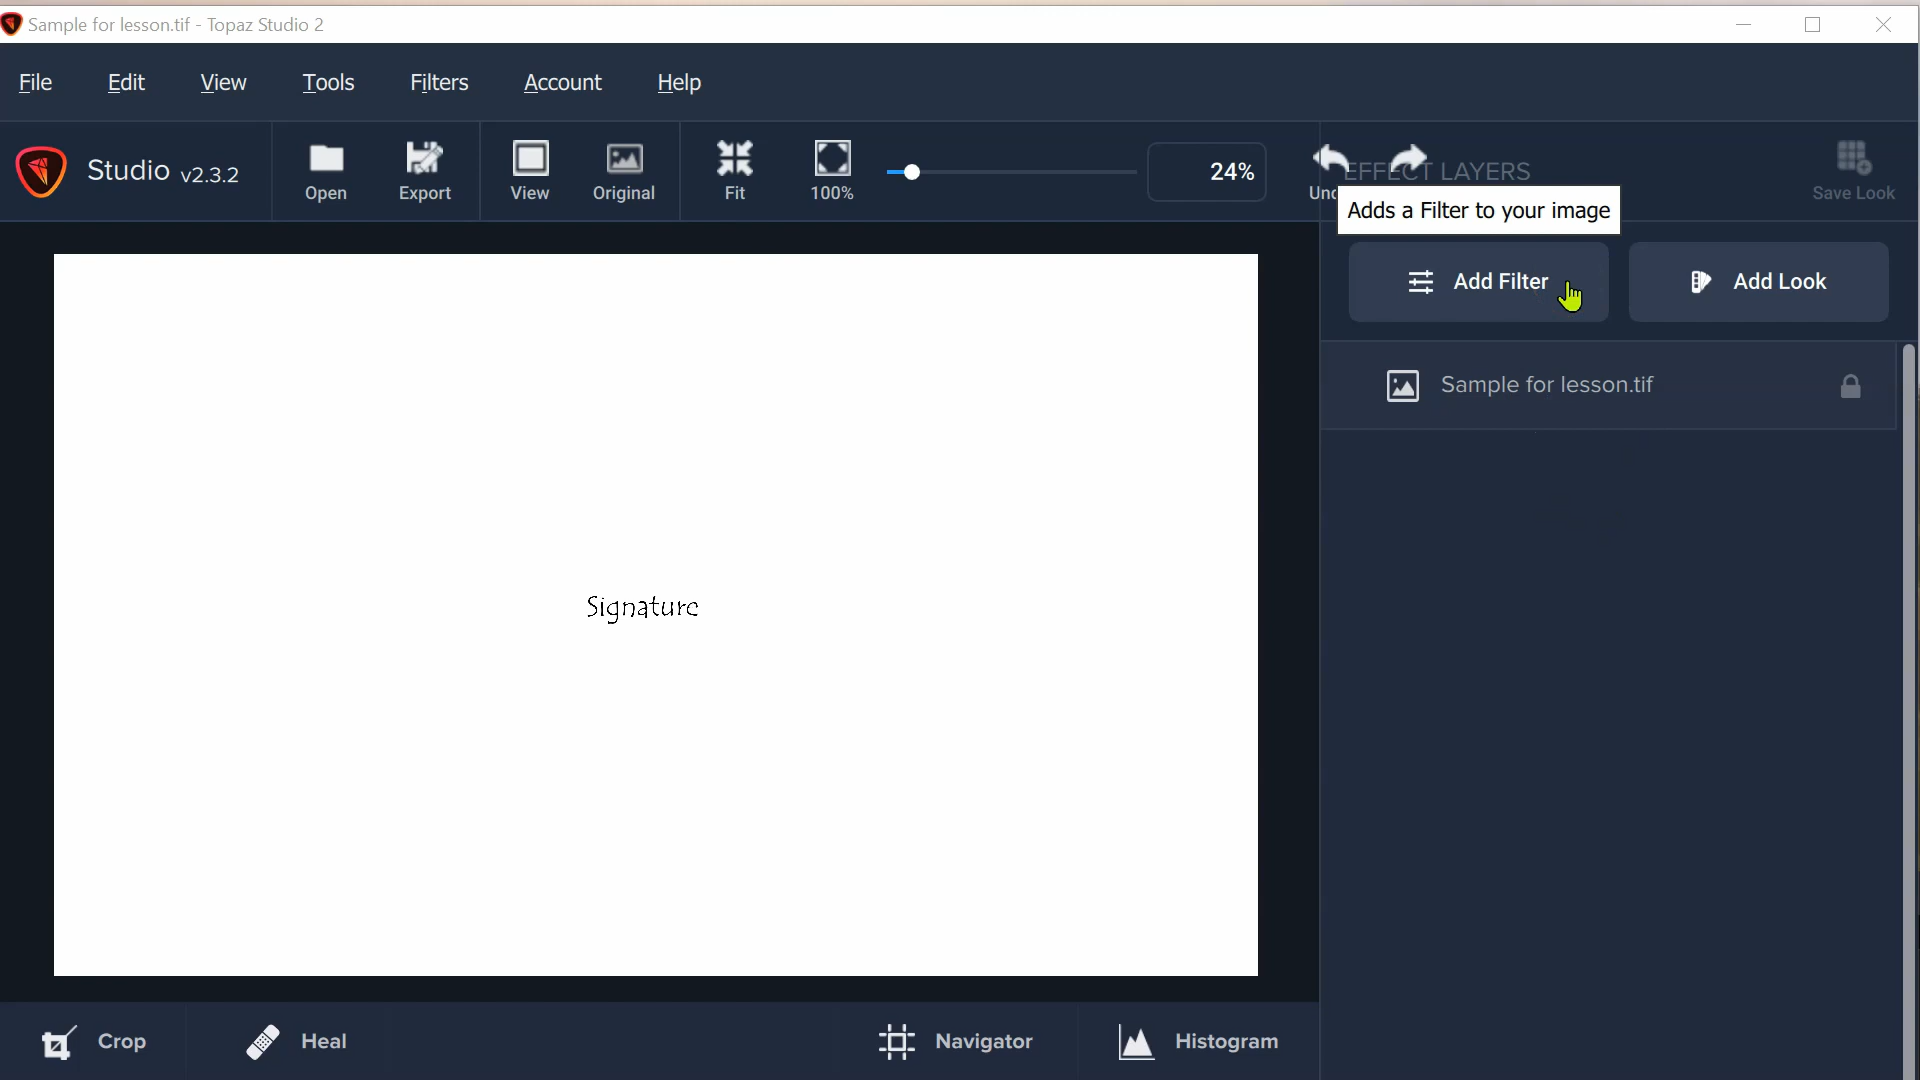 Sample for lesson.tif - Topaz Studio 2
File Edit View Tools Filters Account Help
Studio v2.3.2
Open Export View Original Fit 100% 24%
EFFECT LAYERS
Save Look
Adds a Filter to your image
Add Filter Add Look
Sample for lesson.tif
Signature
Crop Heal Navigator Histogram